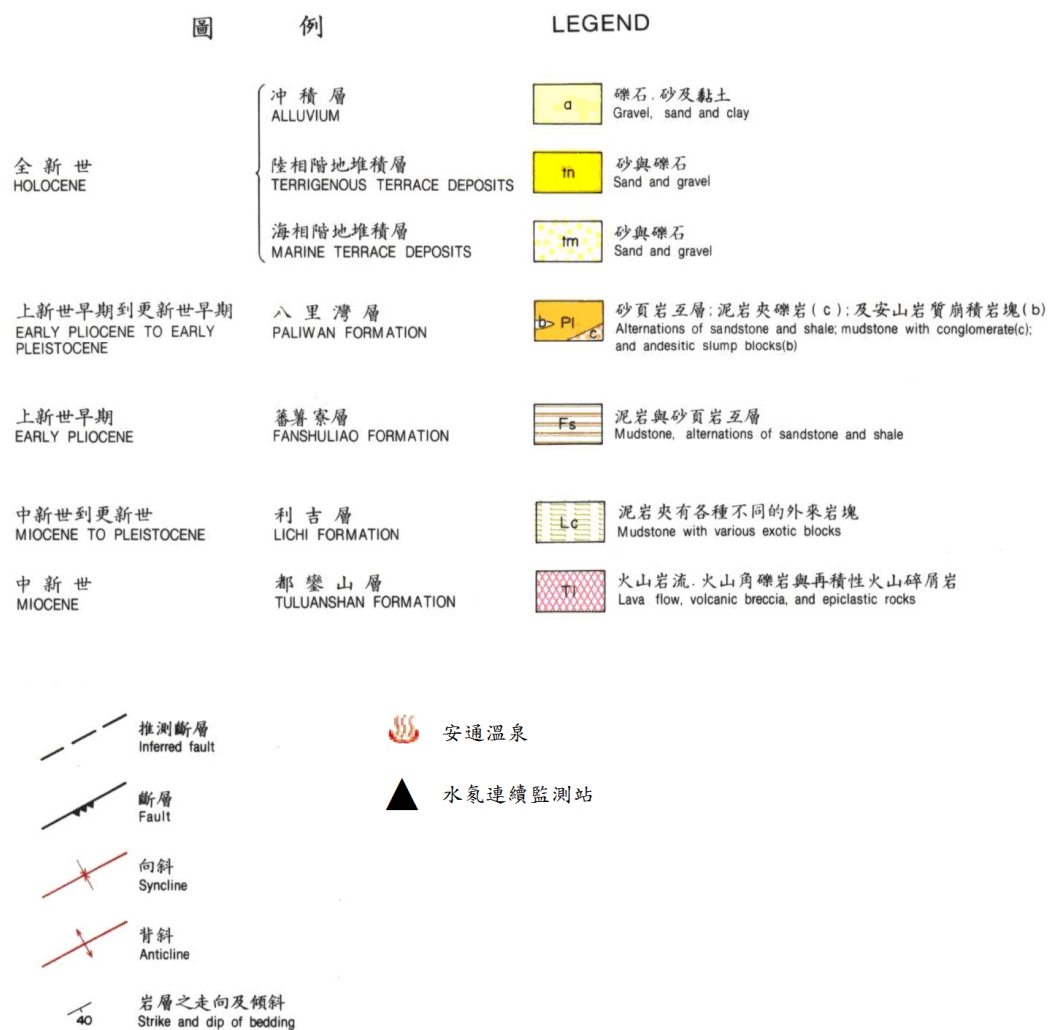 圖 例 LEGEND
冲積層
ALLUVIUM
a
礫石．砂及黏土
Gravel, sand and clay
全新世
HOLOCENE
陸相階地堆積層
TERRIGENOUS TERRACE DEPOSITS
tn
砂與礫石
Sand and gravel
海相階地堆積層
MARINE TERRACE DEPOSITS
tm
砂與礫石
Sand and gravel
上新世早期到更新世早期
EARLY PLIOCENE TO EARLY
PLEISTOCENE
八里灣層
PALIWAN FORMATION
b Pl c
砂頁岩互層；泥岩夾礫岩(c)；及安山岩質崩積岩塊(b)
Alternations of sandstone and shale; mudstone with conglomerate(c);
and andesitic slump blocks(b)
上新世早期
EARLY PLIOCENE
蕃薯寮層
FANSHULIAO FORMATION
Fs
泥岩與砂頁岩互層
Mudstone, alternations of sandstone and shale
中新世到更新世
MIOCENE TO PLEISTOCENE
利吉層
LICHI FORMATION
Lc
泥岩夾有各種不同的外來岩塊
Mudstone with various exotic blocks
中新世
MIOCENE
都鑾山層
TULUANSHAN FORMATION
Tl
火山岩流．火山角礫岩與再積性火山碎屑岩
Lava flow, volcanic breccia, and epiclastic rocks
推測斷層
Inferred fault
安通溫泉
斷層
Fault
水氡連續監測站
向斜
Syncline
背斜
Anticline
40
岩層之走向及傾斜
Strike and dip of bedding